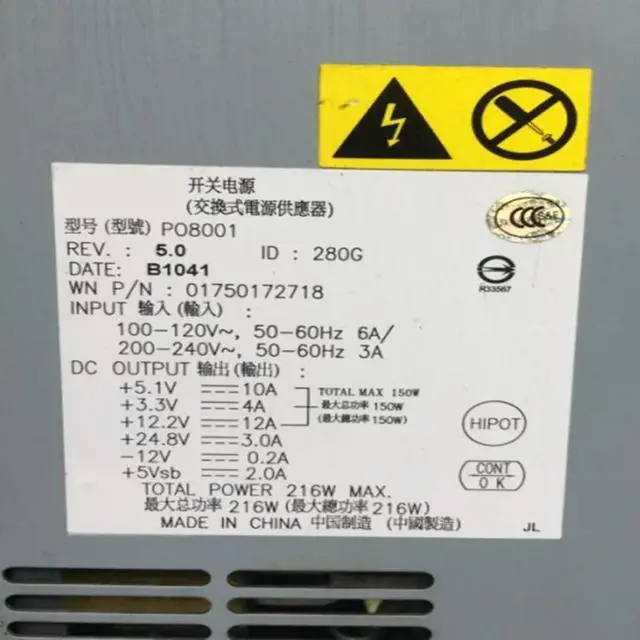 开关电源
(交換式電源供應器)
型号 (型號) PO8001
REV. : 5.0 ID : 280G
DATE: B1041
WN P/N : 01750172718
INPUT 输入 (輸入) :
100-120V~, 50-60Hz 6A/
200-240V~, 50-60Hz 3A
DC OUTPUT 输出 (輸出) :
+5.1V 10A
+3.3V 4A
+12.2V 12A
TOTAL MAX 150W
最大总功率 150W
(最大總功率 150W)
+24.8V 3.0A
-12V 0.2A
+5Vsb 2.0A
TOTAL POWER 216W MAX.
最大总功率 216W (最大總功率 216W)
MADE IN CHINA 中国制造 (中國製造)
CCC
R33567
HIPOT
CONT
OK
JL